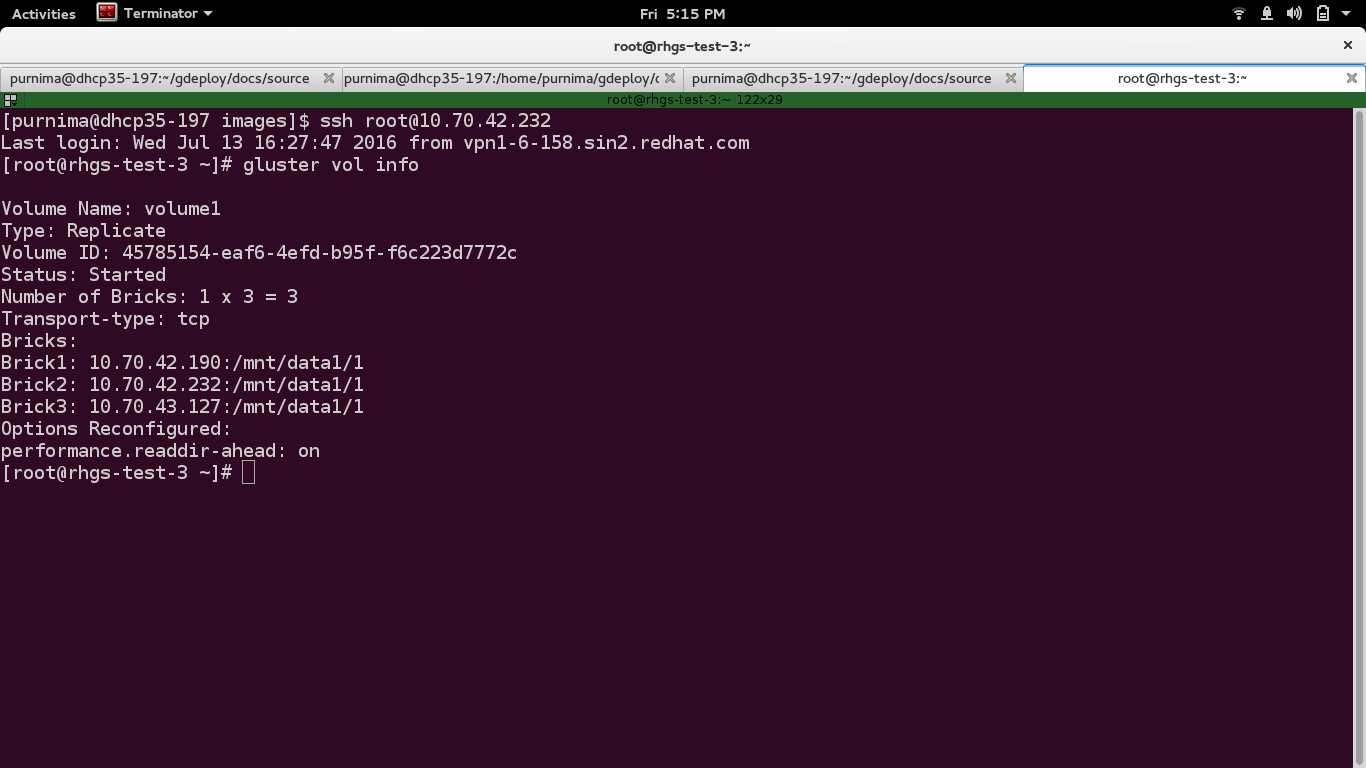 Activities Terminator Fri 5:15 PM
root@rhgs-test-3:~
purnima@dhcp35-197:~/gdeploy/docs/source purnima@dhcp35-197:/home/purnima/gdeploy/ purnima@dhcp35-197:~/gdeploy/docs/source root@rhgs-test-3:~
root@rhgs-test-3:~ 122x29
[purnima@dhcp35-197 images]$ ssh root@10.70.42.232
Last login: Wed Jul 13 16:27:47 2016 from vpn1-6-158.sin2.redhat.com
[root@rhgs-test-3 ~]# gluster vol info
Volume Name: volume1
Type: Replicate
Volume ID: 45785154-eaf6-4efd-b95f-f6c223d7772c
Status: Started
Number of Bricks: 1 x 3 = 3
Transport-type: tcp
Bricks:
Brick1: 10.70.42.190:/mnt/data1/1
Brick2: 10.70.42.232:/mnt/data1/1
Brick3: 10.70.43.127:/mnt/data1/1
Options Reconfigured:
performance.readdir-ahead: on
[root@rhgs-test-3 ~]#